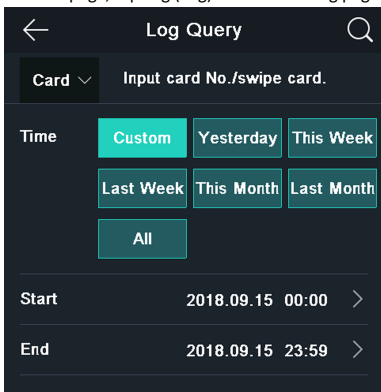 Log Query
Card Input card No./swipe card.
Time Custom Yesterday This Week
Last Week This Month Last Month
All
Start 2018.09.15 00:00
End 2018.09.15 23:59